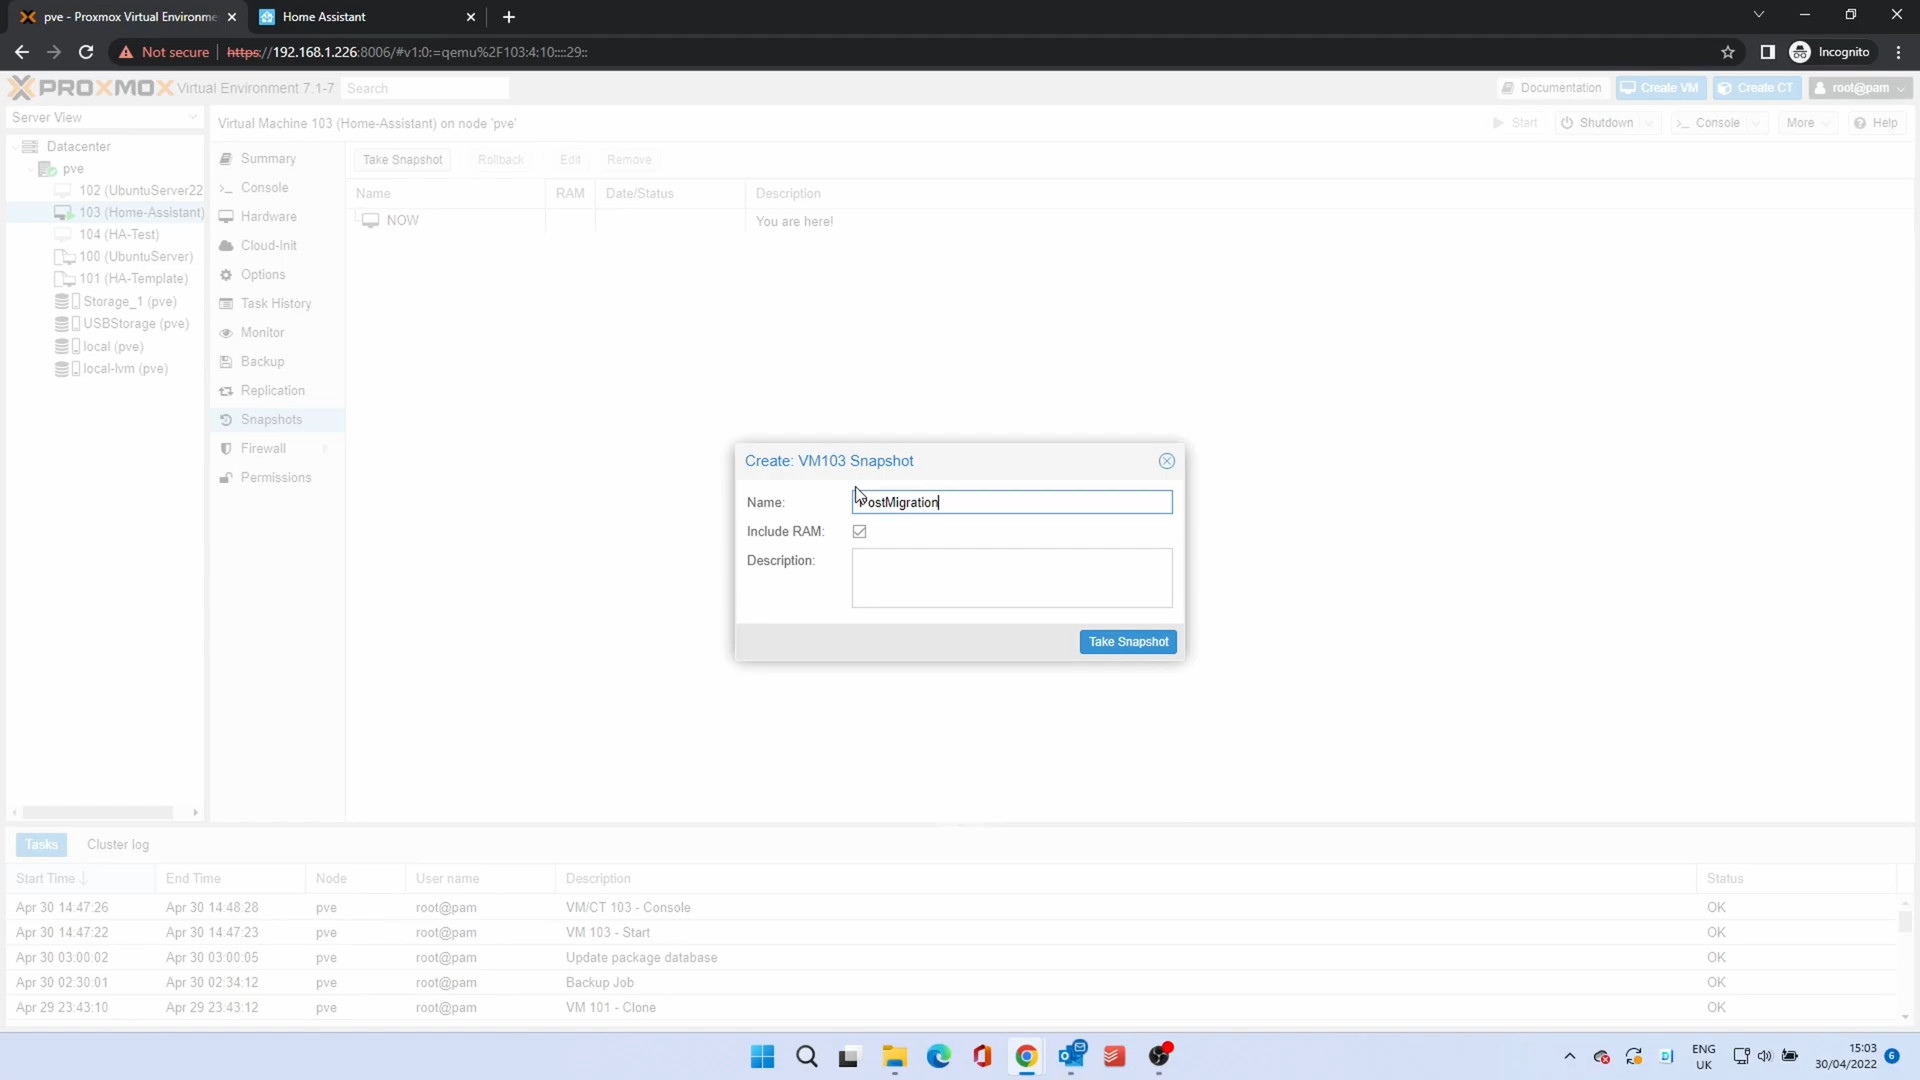 pve - Proxmox Virtual Environme
Home Assistant
Not secure
https://192.168.1.226:8006/#v1:0:=qemu%2F103:4:10::::29::
Incognito
PROXMOX Virtual Environment 7.1-7
Search
Documentation
Create VM
Create CT
root@pam
Server View
Virtual Machine 103 (Home-Assistant) on node 'pve'
Start
Shutdown
Console
More
Help
Datacenter
pve
102 (UbuntuServer22
103 (Home-Assistant)
104 (HA-Test)
100 (UbuntuServer)
101 (HA-Template)
Storage_1 (pve)
USBStorage (pve)
local (pve)
local-lvm (pve)
Summary
Console
Hardware
Cloud-Init
Options
Task History
Monitor
Backup
Replication
Snapshots
Firewall
Permissions
Take Snapshot
Rollback
Edit
Remove
Name
RAM
Date/Status
Description
NOW
You are here!
Create: VM103 Snapshot
Name:
PostMigration
Include RAM:
Description:
Take Snapshot
Tasks
Cluster log
Start Time
End Time
Node
User name
Description
Status
Apr 30 14:47:26
Apr 30 14:48:28
pve
root@pam
VM/CT 103 - Console
OK
Apr 30 14:47:22
Apr 30 14:47:23
pve
root@pam
VM 103 - Start
OK
Apr 30 03:00:02
Apr 30 03:00:05
pve
root@pam
Update package database
OK
Apr 30 02:30:01
Apr 30 02:34:12
pve
root@pam
Backup Job
OK
Apr 29 23:43:10
Apr 29 23:43:12
pve
root@pam
VM 101 - Clone
OK
ENG
UK
15:03
30/04/2022
6